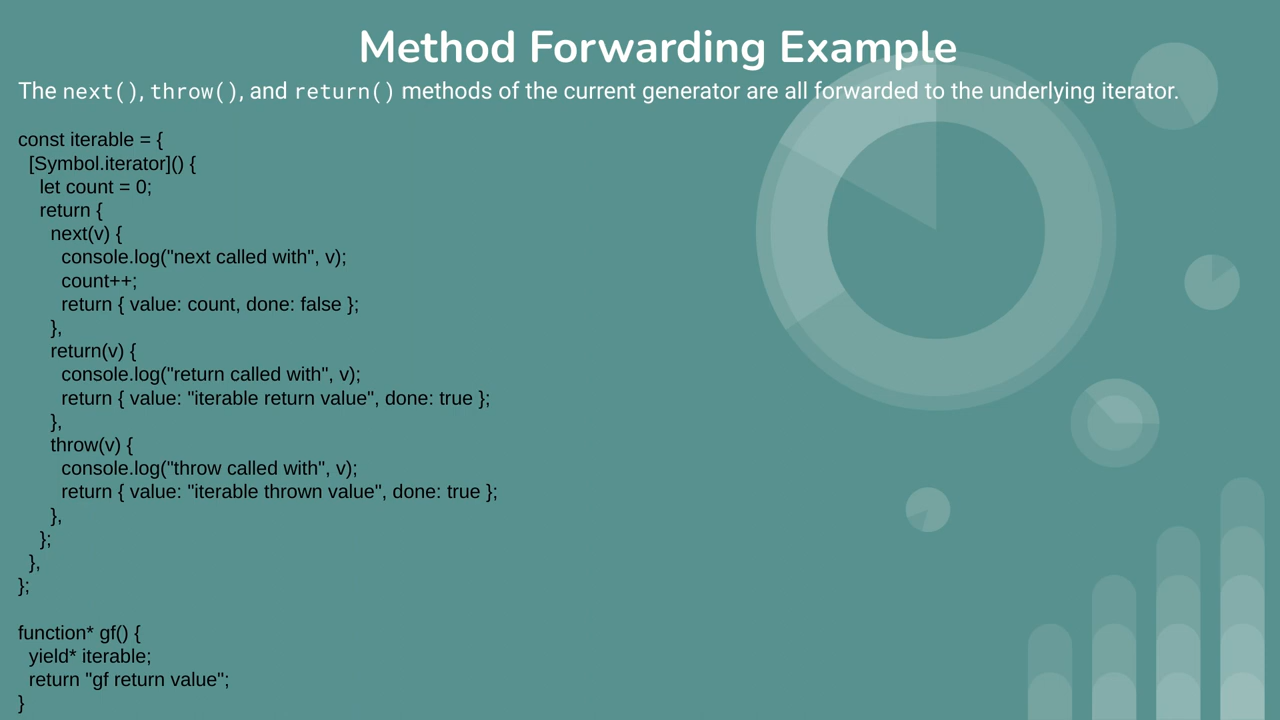 Method Forwarding Example
The next(), throw(), and return() methods of the current generator are all forwarded to the underlying iterator.
const iterable = {
  [Symbol.iterator]() {
    let count = 0;
    return {
      next(v) {
        console.log("next called with", v);
        count++;
        return { value: count, done: false };
      },
      return(v) {
        console.log("return called with", v);
        return { value: "iterable return value", done: true };
      },
      throw(v) {
        console.log("throw called with", v);
        return { value: "iterable thrown value", done: true };
      },
    };
  },
};

function* gf() {
  yield* iterable;
  return "gf return value";
}